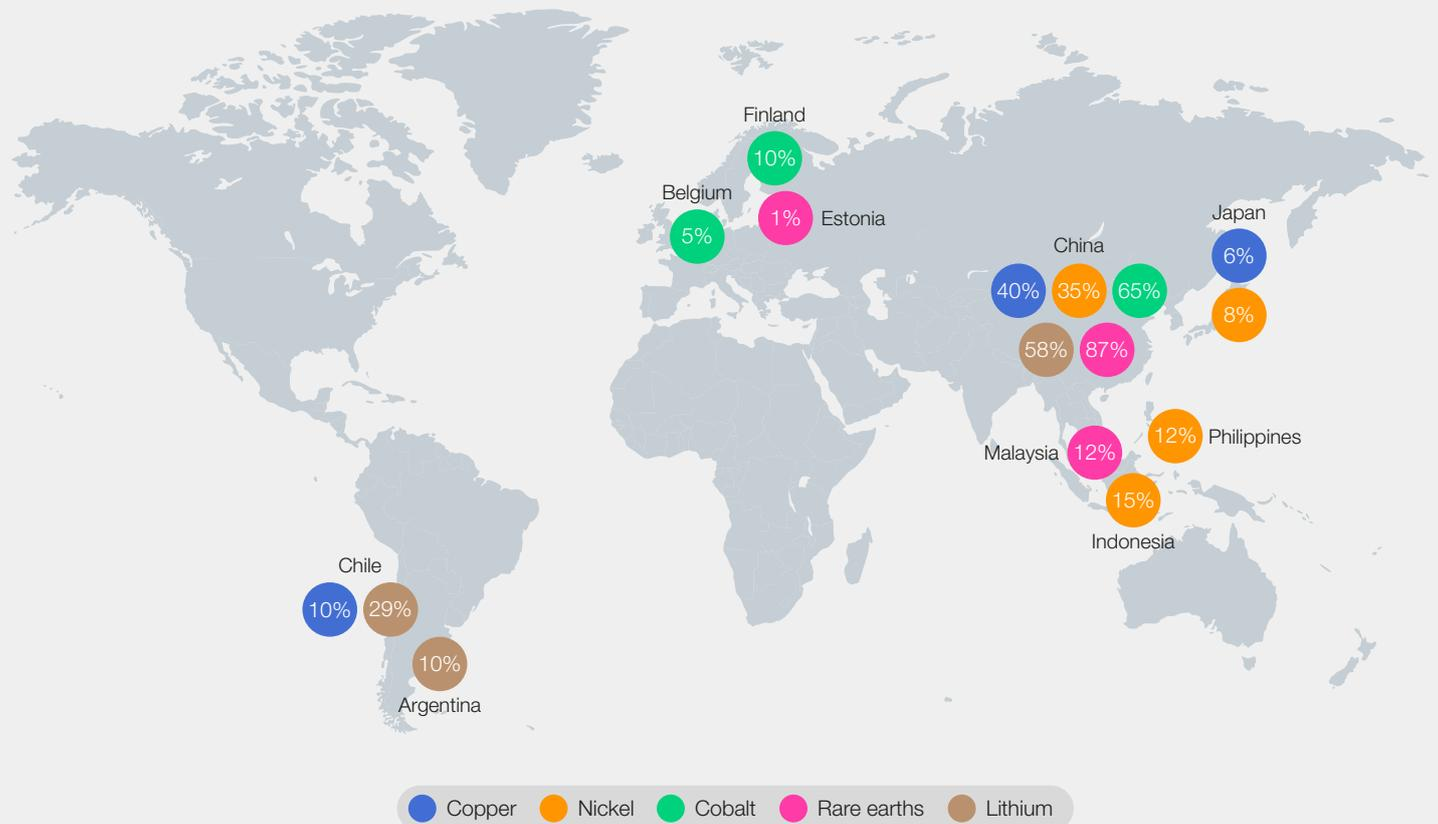 Finland
10%
Belgium
5%
1% Estonia
Japan
6%
8%
China
40% 35% 65%
58% 87%
12% Philippines
Malaysia 12%
15%
Indonesia
Chile
10% 29%
10%
Argentina
Copper Nickel Cobalt Rare earths Lithium